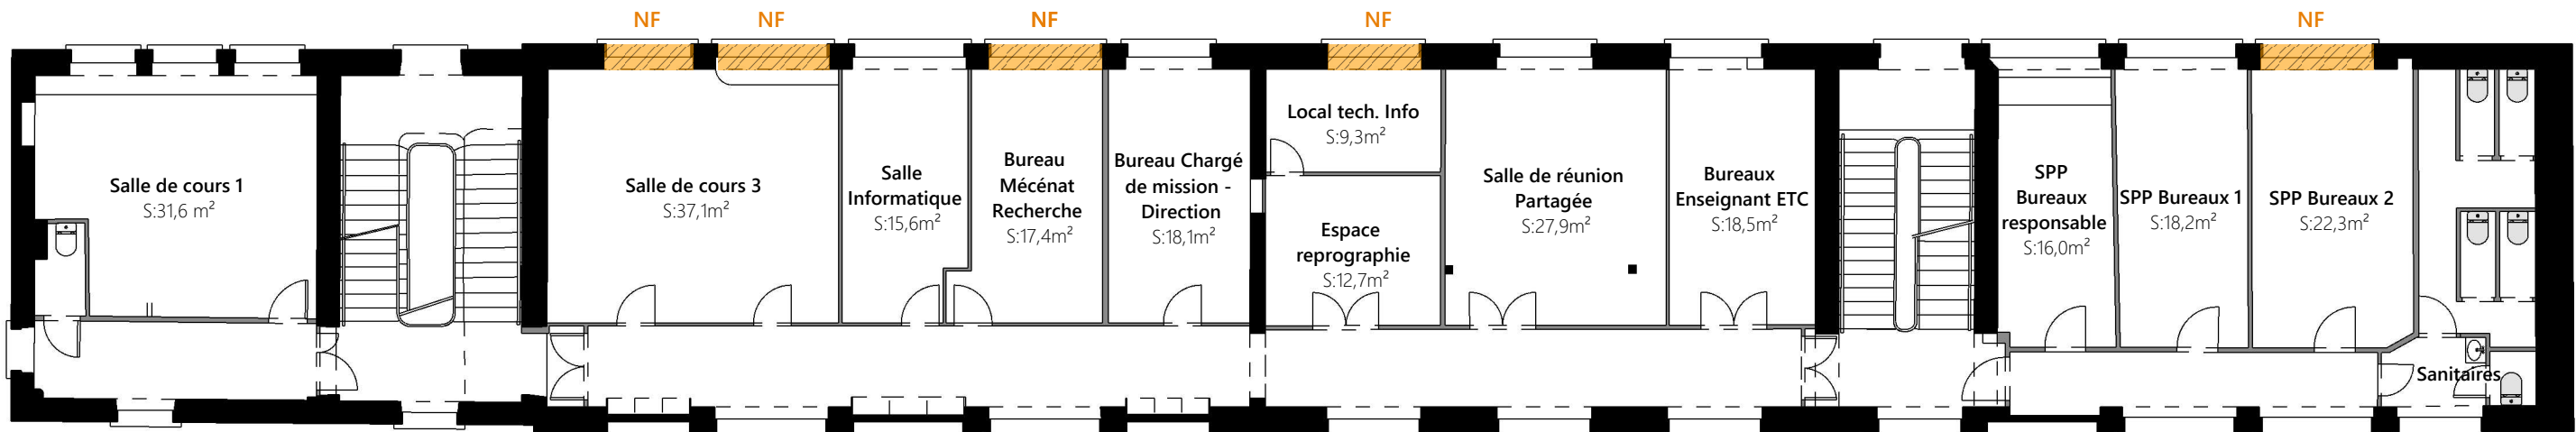 NF
NF
NF
NF
NF
Salle de cours 1
S:31,6 m²
Salle de cours 3
S:37,1m²
Salle
Informatique
S:15,6m²
Bureau
Mécénat
Recherche
S:17,4m²
Bureau Chargé
de mission -
Direction
S:18,1m²
Local tech. Info
S:9,3m²
Espace
reprographie
S:12,7m²
Salle de réunion
Partagée
S:27,9m²
Bureaux
Enseignant ETC
S:18,5m²
SPP
Bureaux
responsable
S:16,0m²
SPP Bureaux 1
S:18,2m²
SPP Bureaux 2
S:22,3m²
Sanitaires